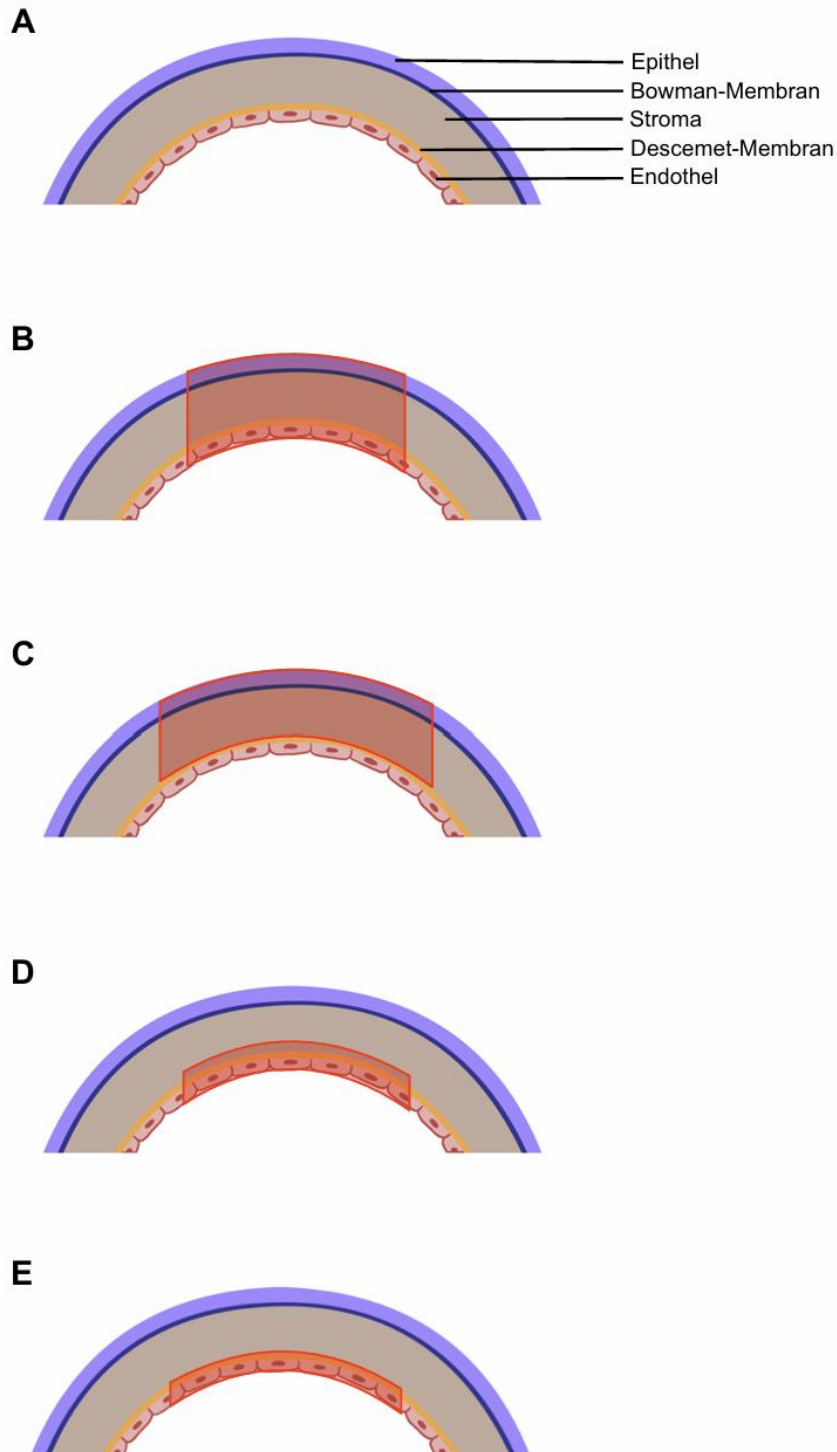 A
Epithel
Bowman-Membran
Stroma
Descemet-Membran
Endothel
B
C
D
E